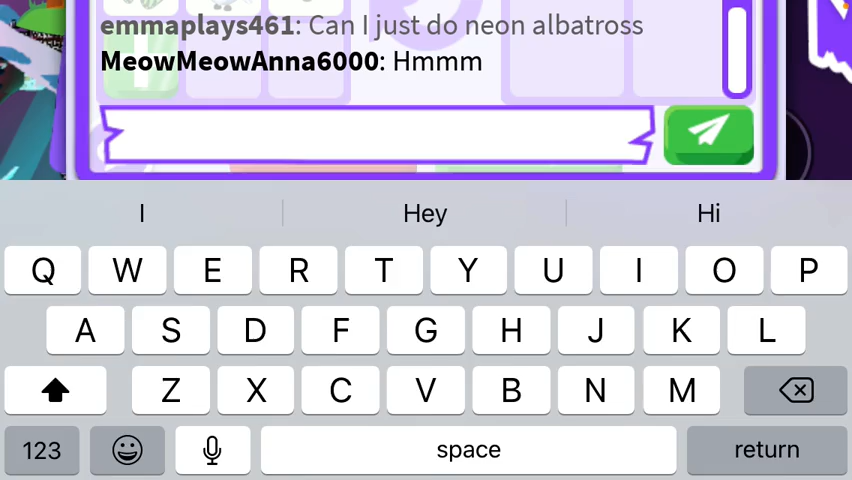 emmaplays461: Can I just do neon albatross
MeowMeowAnna6000: Hmmm
I Hey Hi
Q W E R T Y U I O P
A S D F G H J K L
Z X C V B N M
123 space return